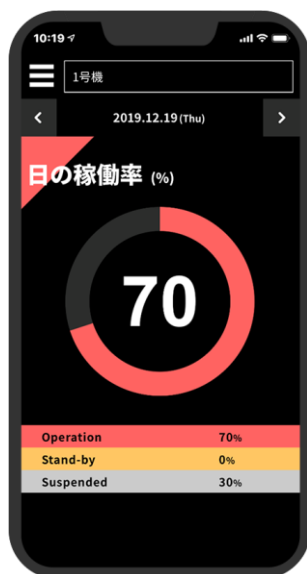 10:19
1号機
2019.12.19 (Thu)
日の稼働率 (%)
70
Operation 70%
Stand-by 0%
Suspended 30%